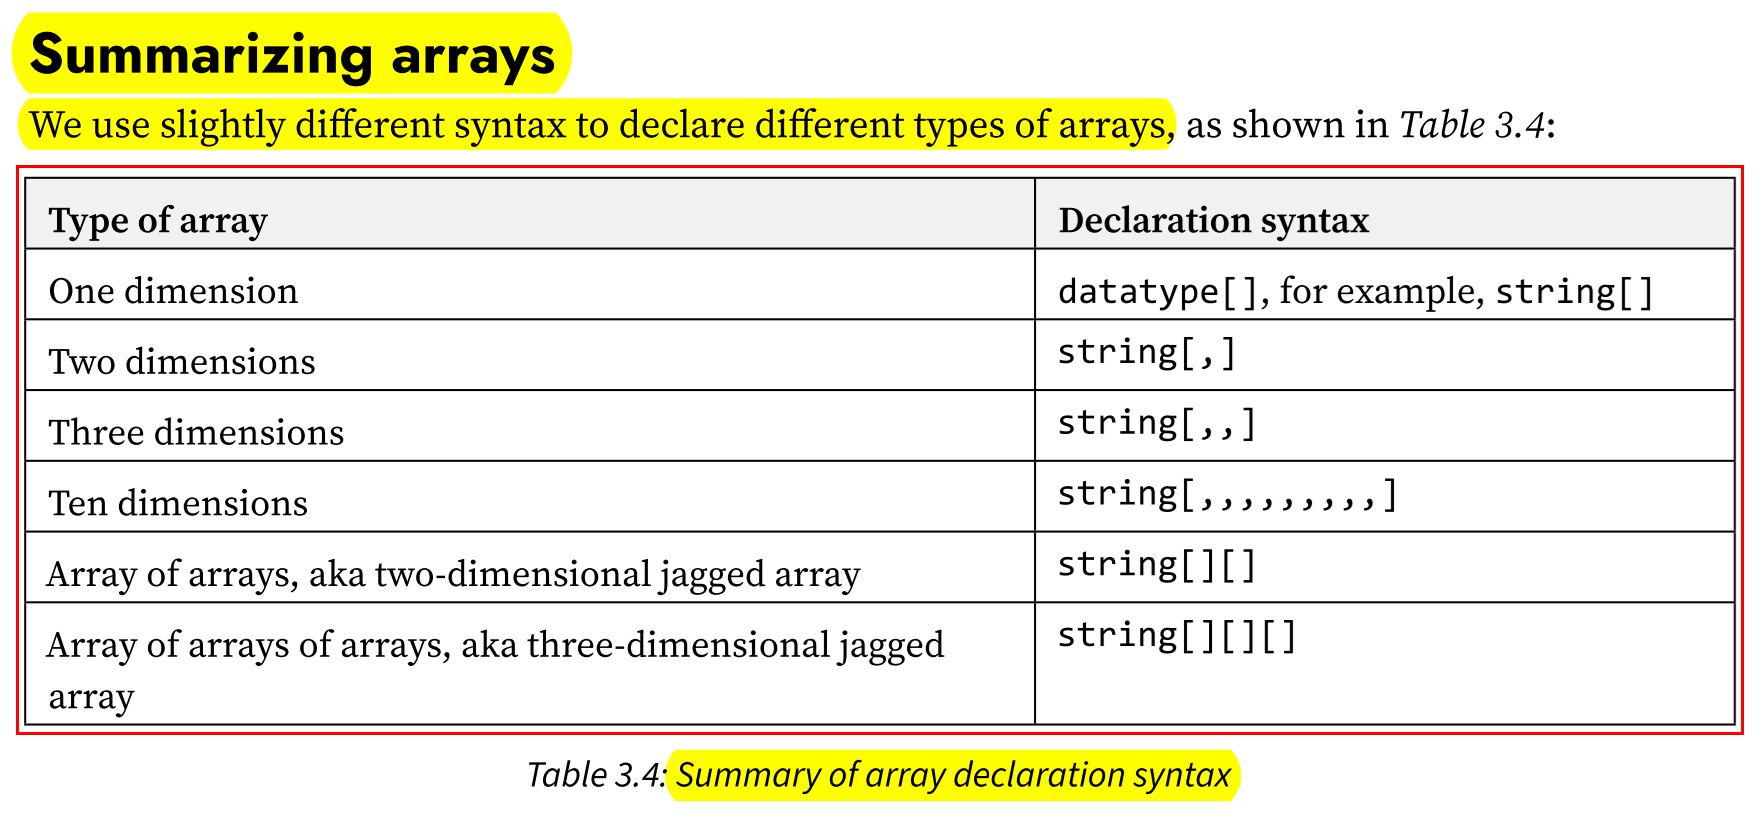 Summarizing arrays
We use slightly different syntax to declare different types of arrays, as shown in Table 3.4:
Type of array Declaration syntax
One dimension datatype[], for example, string[]
Two dimensions string[,]
Three dimensions string[,,]
Ten dimensions string[,,,,,,,,,]
Array of arrays, aka two-dimensional jagged array string[][]
Array of arrays of arrays, aka three-dimensional jagged string[][][]
array
Table 3.4: Summary of array declaration syntax